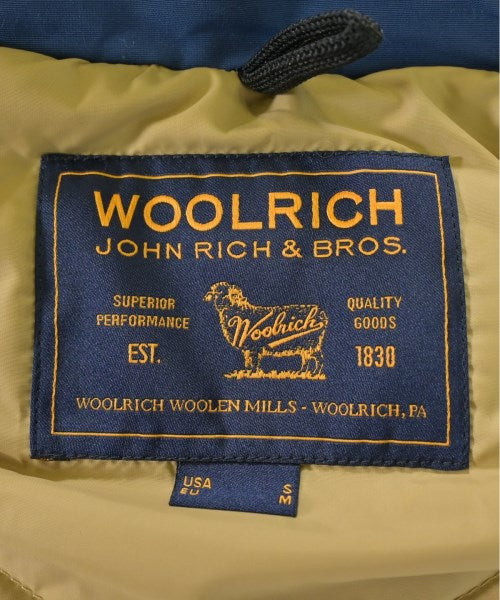 WOOLRICH
JOHN RICH & BROS.
SUPERIOR
PERFORMANCE
EST.
Woolrich
QUALITY
GOODS
1830
WOOLRICH WOOLEN MILLS - WOOLRICH, PA
USA S
EU M